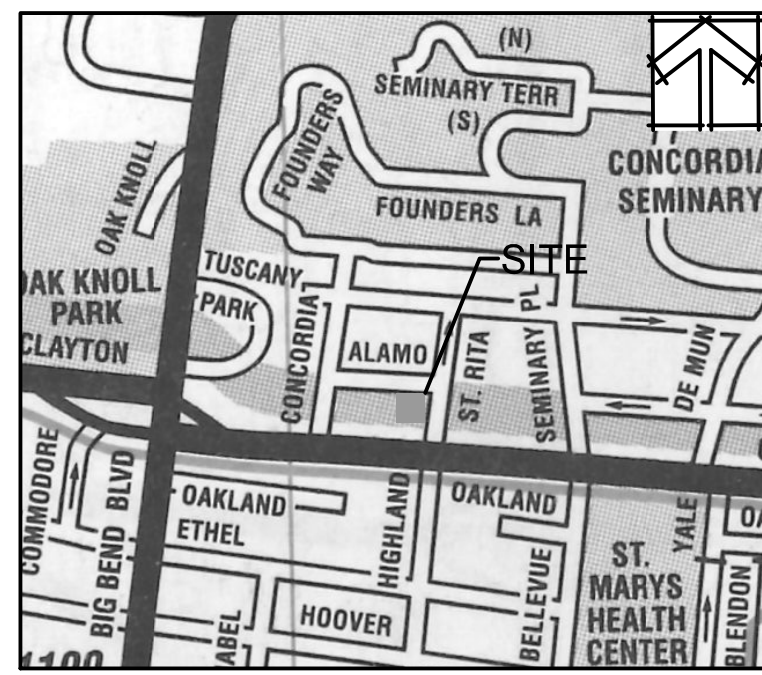 (N)
SEMINARY TERR
(S)
FOUNDERS
WAY
OAK KNOLL
CONCORDIA
SEMINARY
FOUNDERS LA
SITE
TUSCANY
PARK
OAK KNOLL
PARK
CLAYTON
CONCORDIA
ALAMO
ST. RITA
SEMINARY PL
DE MUN
COMMODORE
BIG BEND BLVD
OAKLAND
ETHEL
HIGHLAND
OAKLAND
BELLEVUE
YALE
OA
ST.
MARYS
HEALTH
CENTER
BLENDON
HOOVER
ABEL
1100